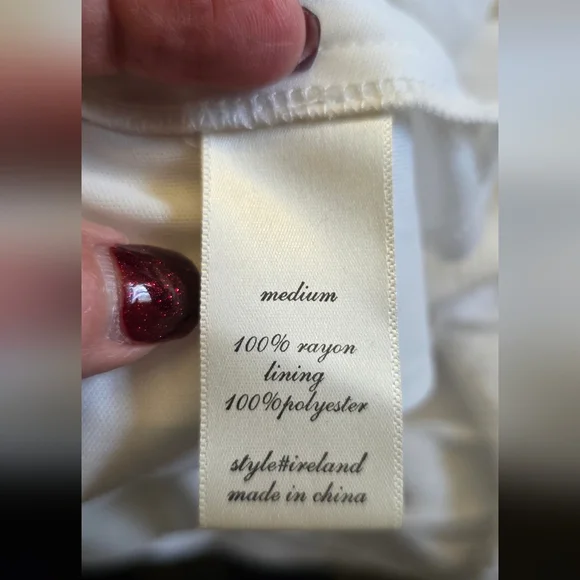 medium
100% rayon
lining
100%polyester
style#ireland
made in china